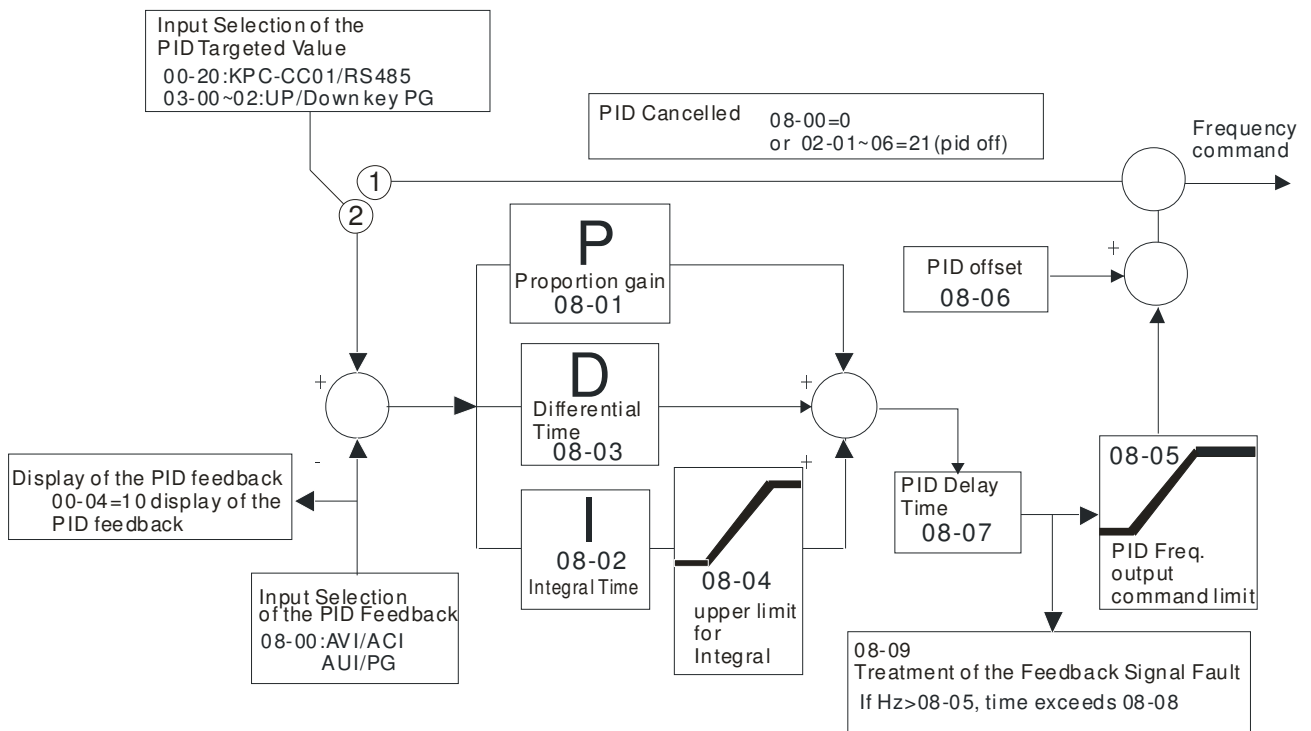 Input Selection of the
PID Targeted Value
00-20:KPC-CC01/RS485
03-00~02:UP/Down key PG
PID Cancelled
08-00=0
or 02-01~06=21(pid off)
Frequency
command
1
2
P
Proportion gain
08-01
PID offset
08-06
+
+
D
Differential
Time
08-03
+
-
+
Display of the PID feedback
00-04=10 display of the
PID feedback
I
08-02
Integral Time
08-04
upper limit
for
Integral
PID Delay
Time
08-07
08-05
PID Freq.
output
command limit
Input Selection
of the PID Feedback
08-00:AVI/ACI
AUI/PG
08-09
Treatment of the Feedback Signal Fault
If Hz>08-05, time exceeds 08-08